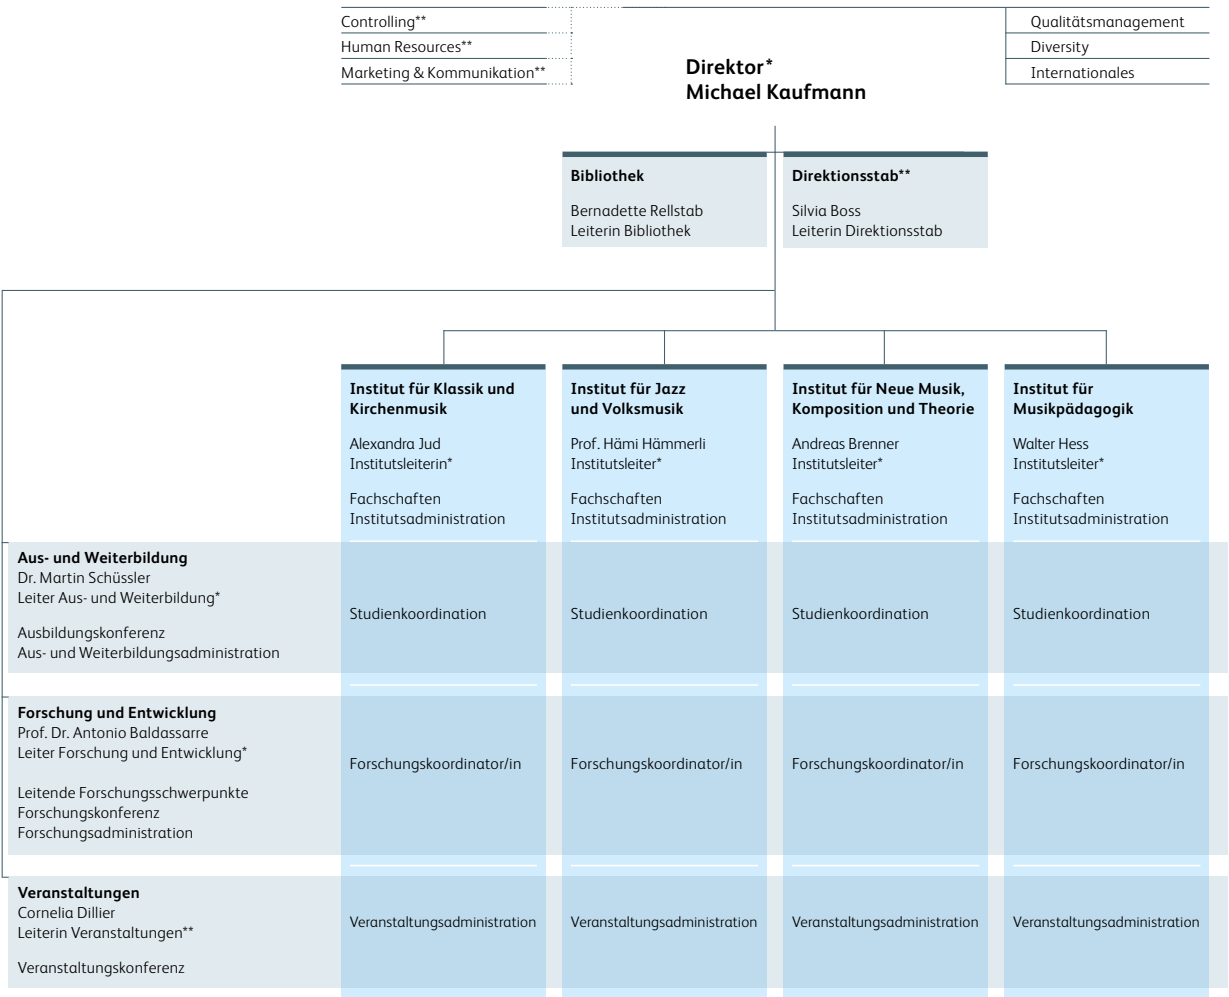 Controlling**
Human Resources**
Marketing & Kommunikation**
Qualitätsmanagement
Diversity
Internationales
Direktor*
Michael Kaufmann
Bibliothek
Bernadette Rellstab
Leiterin Bibliothek
Direktionsstab**
Silvia Boss
Leiterin Direktionsstab
Institut für Klassik und
Kirchenmusik
Alexandra Jud
Institutsleiterin*
Fachschaften
Institutsadministration
Institut für Jazz
und Volksmusik
Prof. Hämi Hämmerli
Institutsleiter*
Fachschaften
Institutsadministration
Institut für Neue Musik,
Komposition und Theorie
Andreas Brenner
Institutsleiter*
Fachschaften
Institutsadministration
Institut für
Musikpädagogik
Walter Hess
Institutsleiter*
Fachschaften
Institutsadministration
Aus- und Weiterbildung
Dr. Martin Schüssler
Leiter Aus- und Weiterbildung*
Ausbildungskonferenz
Aus- und Weiterbildungsadministration
Studienkoordination
Studienkoordination
Studienkoordination
Studienkoordination
Forschung und Entwicklung
Prof. Dr. Antonio Baldassarre
Leiter Forschung und Entwicklung*
Leitende Forschungsschwerpunkte
Forschungskonferenz
Forschungsadministration
Forschungskoordinator/in
Forschungskoordinator/in
Forschungskoordinator/in
Forschungskoordinator/in
Veranstaltungen
Cornelia Dillier
Leiterin Veranstaltungen**
Veranstaltungskonferenz
Veranstaltungsadministration
Veranstaltungsadministration
Veranstaltungsadministration
Veranstaltungsadministration